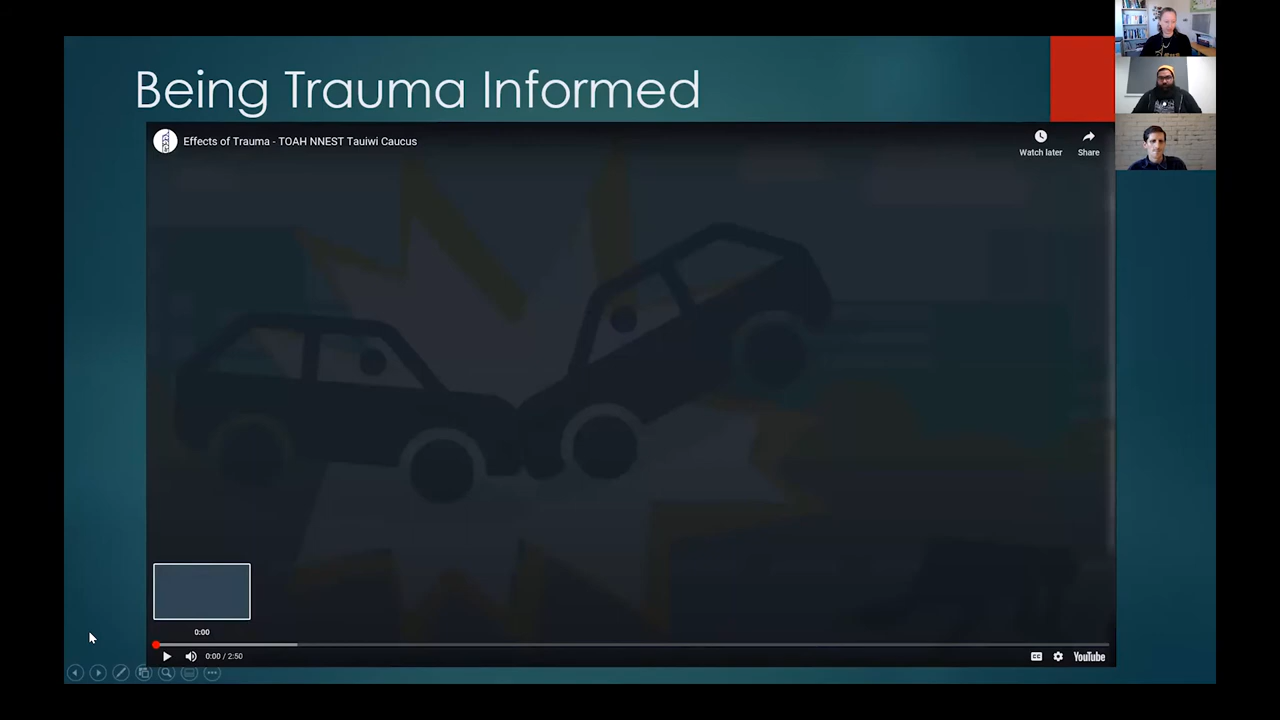 Being Trauma Informed
Effects of Trauma - TOAH NNEST Tauiwi Caucus
Watch later
Share
0:00
0:00 / 2:50
CC
YouTube